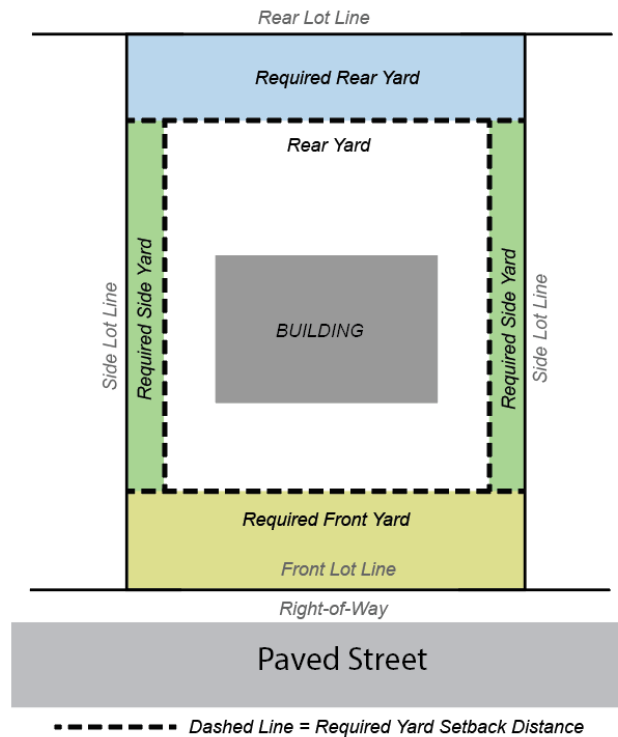 Rear Lot Line
Required Rear Yard
Rear Yard
Side Lot Line
Required Side Yard
BUILDING
Required Side Yard
Side Lot Line
Required Front Yard
Front Lot Line
Right-of-Way
Paved Street
Dashed Line = Required Yard Setback Distance